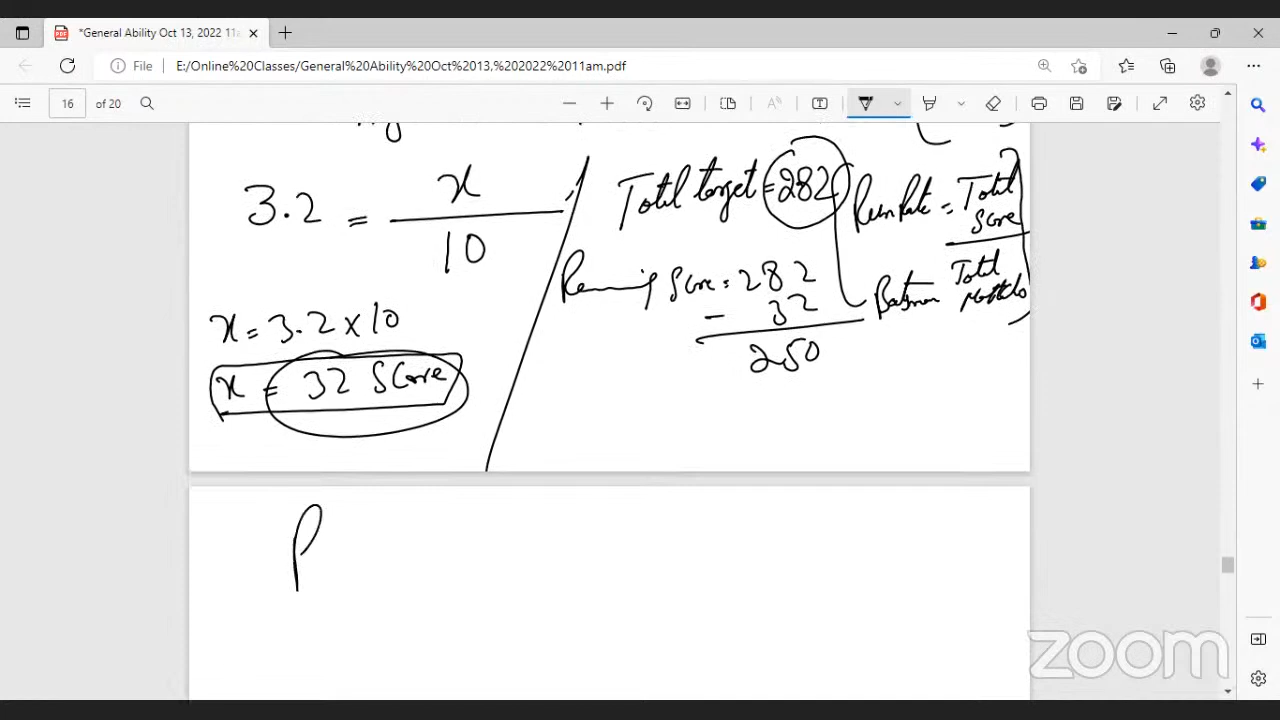 *General Ability Oct 13, 2022 11a
File E:/Online%20Classes/General%20Ability%20Oct%2013,%202022%2011am.pdf
16 of 20
3.2 = x / 10
x = 3.2 x 10
x = 32 Score
Total target = 282
Remaining Score = 282
- 32
250
Run Rate = Total Score
Total
Batsman
P
zoom